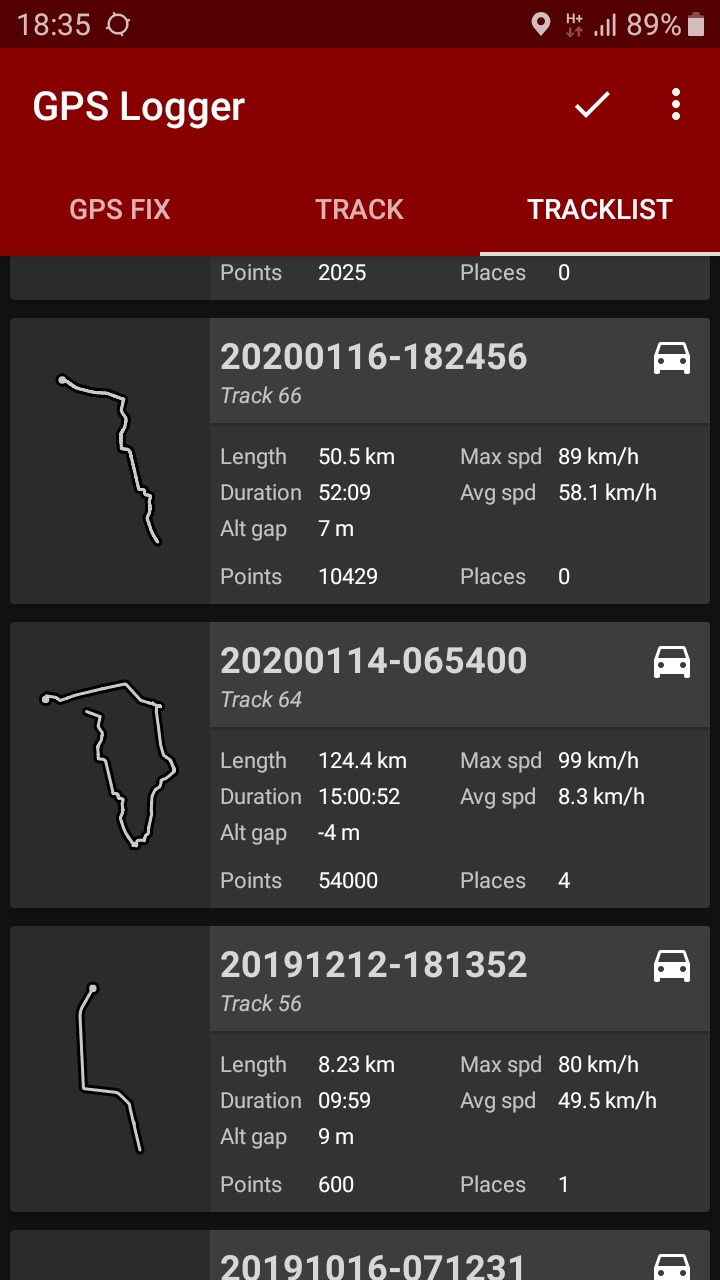 18:35 H+ 89%
GPS Logger
GPS FIX TRACK TRACKLIST
Points 2025 Places 0
20200116-182456
Track 66
Length 50.5 km Max spd 89 km/h
Duration 52:09 Avg spd 58.1 km/h
Alt gap 7 m
Points 10429 Places 0
20200114-065400
Track 64
Length 124.4 km Max spd 99 km/h
Duration 15:00:52 Avg spd 8.3 km/h
Alt gap -4 m
Points 54000 Places 4
20191212-181352
Track 56
Length 8.23 km Max spd 80 km/h
Duration 09:59 Avg spd 49.5 km/h
Alt gap 9 m
Points 600 Places 1
20191016-071231